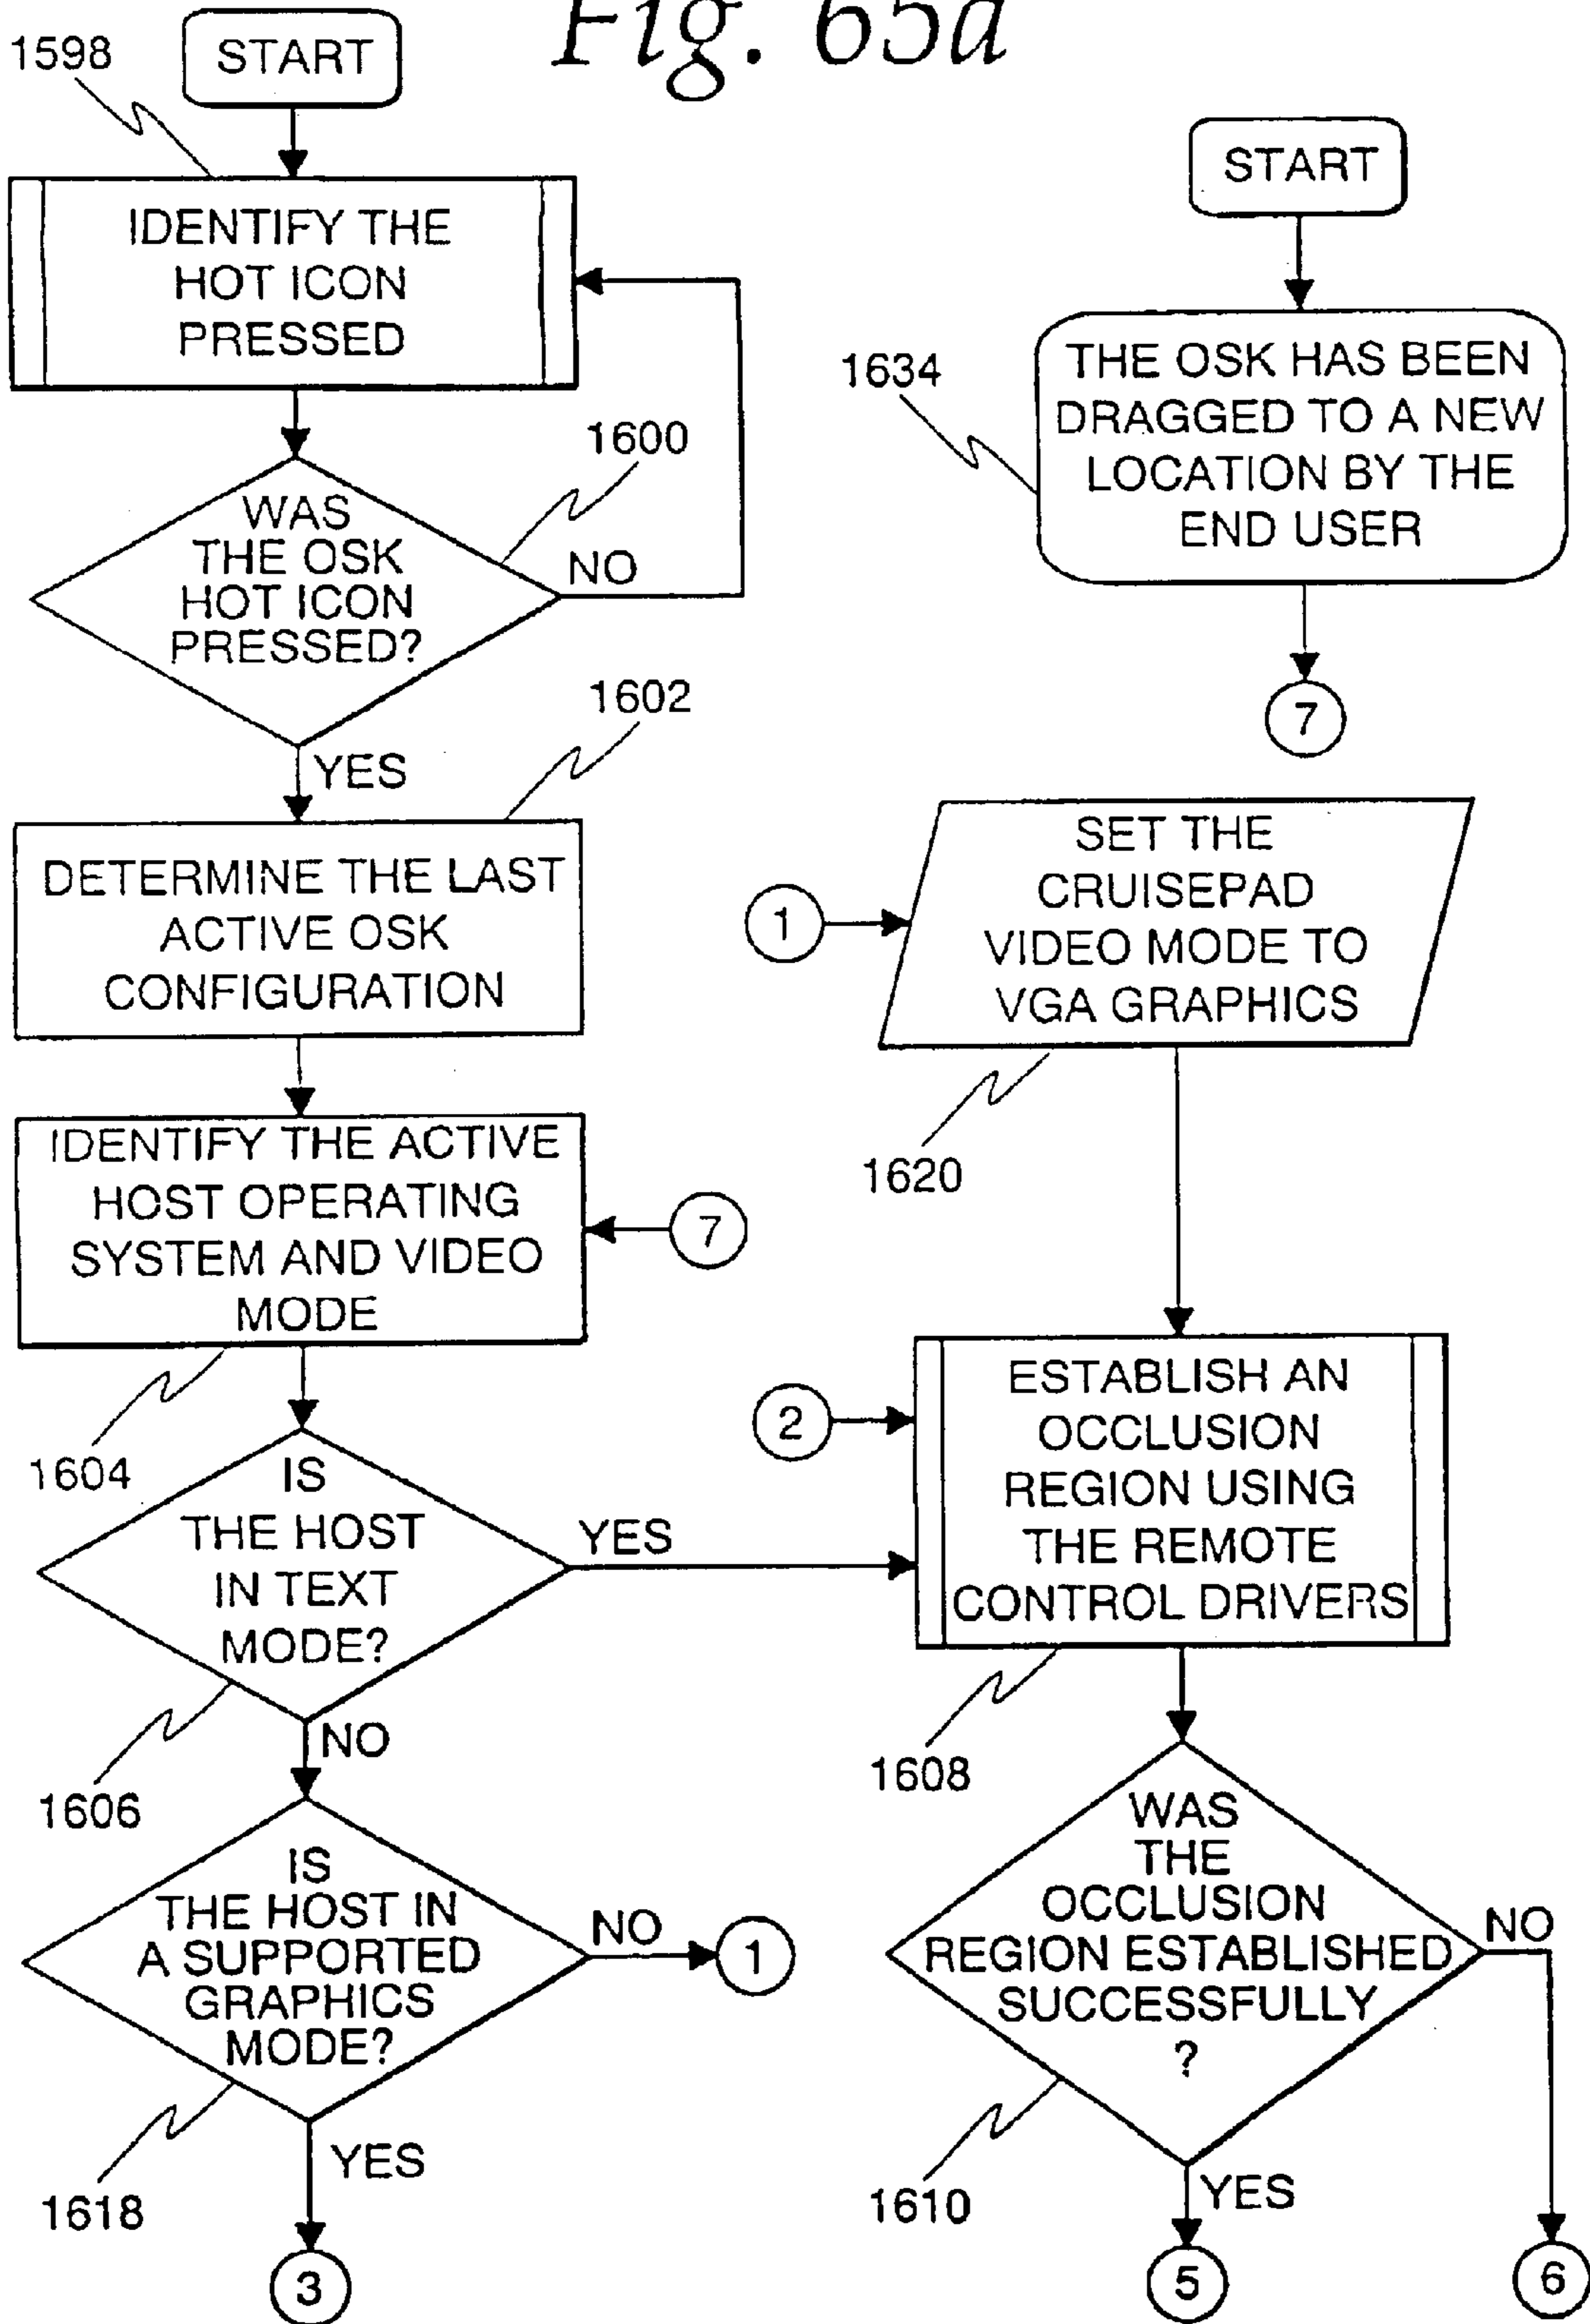 Fig. 65a
1598
START
IDENTIFY THE
HOT ICON
PRESSED
1600
WAS
THE OSK
HOT ICON
PRESSED?
NO
YES
1602
DETERMINE THE LAST
ACTIVE OSK
CONFIGURATION
IDENTIFY THE ACTIVE
HOST OPERATING
SYSTEM AND VIDEO
MODE
7
1604
IS
THE HOST
IN TEXT
MODE?
YES
NO
1606
IS
THE HOST IN
A SUPPORTED
GRAPHICS
MODE?
NO
1
1618
YES
3
START
1634
THE OSK HAS BEEN
DRAGGED TO A NEW
LOCATION BY THE
END USER
7
1
SET THE
CRUISEPAD
VIDEO MODE TO
VGA GRAPHICS
1620
2
ESTABLISH AN
OCCLUSION
REGION USING
THE REMOTE
CONTROL DRIVERS
1608
WAS
THE
OCCLUSION
REGION ESTABLISHED
SUCCESSFULLY
?
NO
1610
YES
5
6